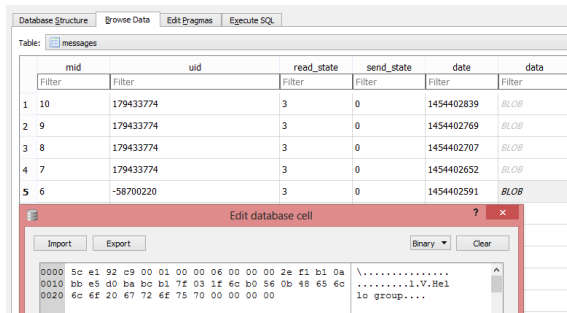 Database Structure Browse Data Edit Pragmas Execute SQL
Table: messages
mid uid read_state send_state date data
Filter Filter Filter Filter Filter Filter
1 10 179433774 3 0 1454402839 BLOB
2 9 179433774 3 0 1454402769 BLOB
3 8 179433774 3 0 1454402707 BLOB
4 7 179433774 3 0 1454402652 BLOB
5 6 -58700220 3 0 1454402591 BLOB
Edit database cell ? x
Import Export Binary Clear
0000 5c e1 92 c9 00 01 00 00 06 00 00 00 2e f1 b1 0a \...............
0010 bb e5 d0 ba bc b1 7f 03 1f 6c b0 56 0b 48 65 6c .........l.V.Hel
0020 6c 6f 20 67 72 6f 75 70 00 00 00 00 lo group....